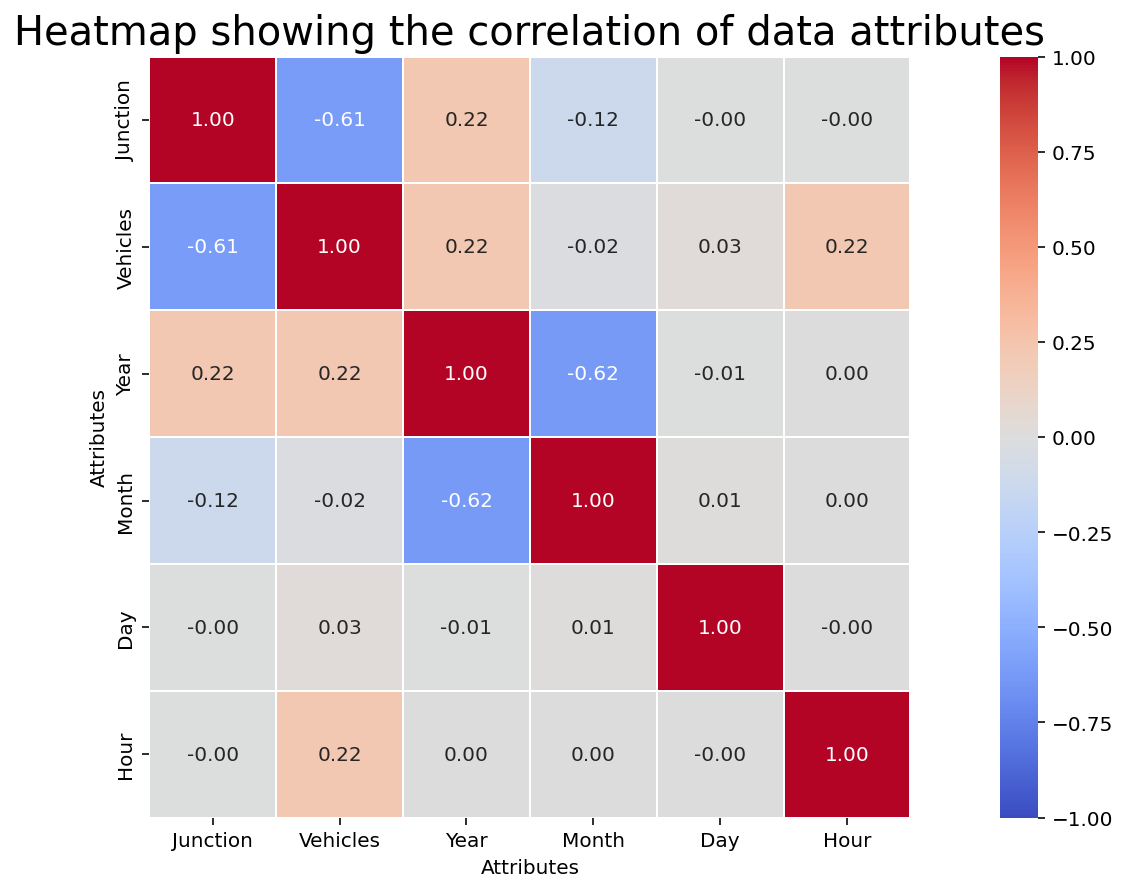 Heatmap showing the correlation of data attributes
Junction 1.00 -0.61 0.22 -0.12 -0.00 -0.00
Vehicles -0.61 1.00 0.22 -0.02 0.03 0.22
Year 0.22 0.22 1.00 -0.62 -0.01 0.00
Month -0.12 -0.02 -0.62 1.00 0.01 0.00
Day -0.00 0.03 -0.01 0.01 1.00 -0.00
Hour -0.00 0.22 0.00 0.00 -0.00 1.00
Attributes
Junction Vehicles Year Month Day Hour
Attributes
1.00
0.75
0.50
0.25
0.00
−0.25
−0.50
−0.75
−1.00